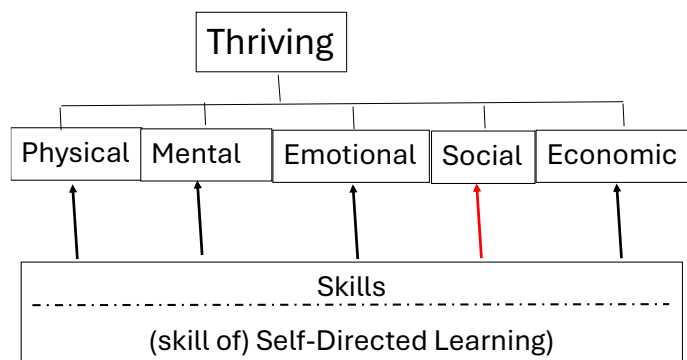 Thriving
Physical Mental Emotional Social Economic
Skills
(skill of) Self-Directed Learning)